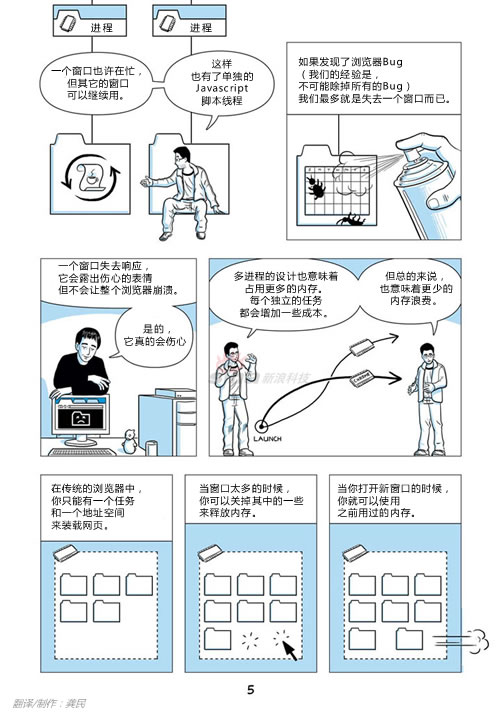 进程
进程
一个窗口也许在忙，
但其它的窗口
可以继续用。
这样
也有了单独的
Javascript
脚本线程
如果发现了浏览器Bug
（我们的经验是，
不可能除掉所有的Bug）
我们最多就是失去一个窗口而已。
一个窗口失去响应，
它会露出伤心的表情
但不会让整个浏览器崩溃。
是的，
它真的会伤心
多进程的设计也意味着
占用更多的内存。
每个独立的任务
都会增加一些成本。
但总的来说，
也意味着更少的
内存浪费。
新浪科技
LAUNCH
在传统的浏览器中，
你只能有一个任务
和一个地址空间
来装载网页。
当窗口太多的时候，
你可以关掉其中的一些
来释放内存。
当你打开新窗口的时候，
你就可以使用
之前用过的内存。
5
翻译/制作：龚民